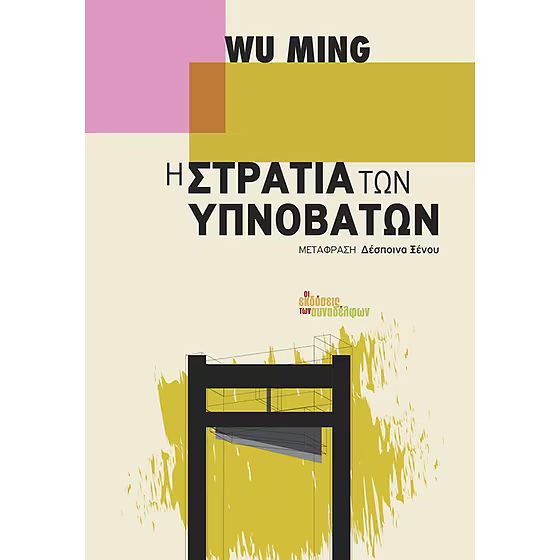 WU MING
Η ΣΤΡΑΤΙΑ ΤΩΝ
ΥΠΝΟΒΑΤΩΝ
ΜΕΤΑΦΡΑΣΗ Δέσποινα Ξένου
οι
εκδόσεις
των συναδέλφων